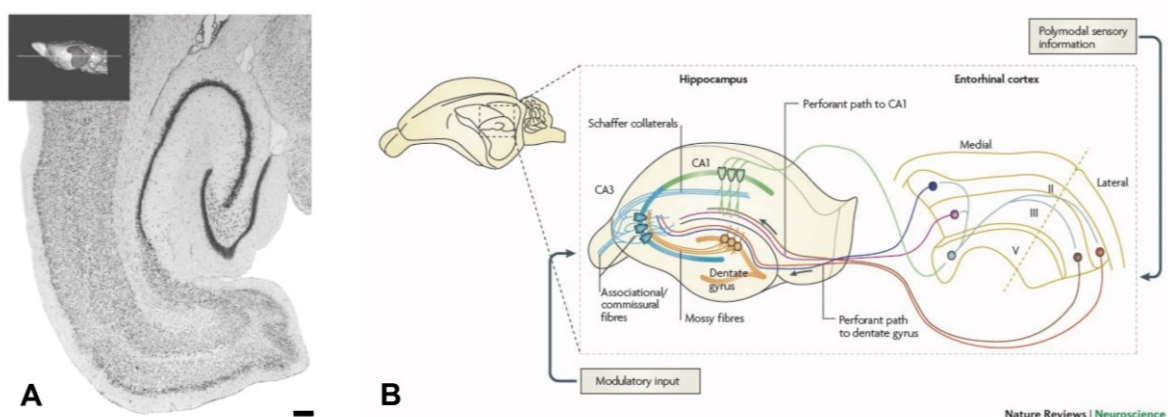 A
B
Polymodal sensory
information
Hippocampus
Entorhinal cortex
Perforant path to CA1
Schaffer collaterals
CA1
CA3
Medial
Lateral
II
III
V
Dentate
gyrus
Associational/
commissural
fibres
Mossy fibres
Perforant path
to dentate gyrus
Modulatory input
Nature Reviews | Neuroscience